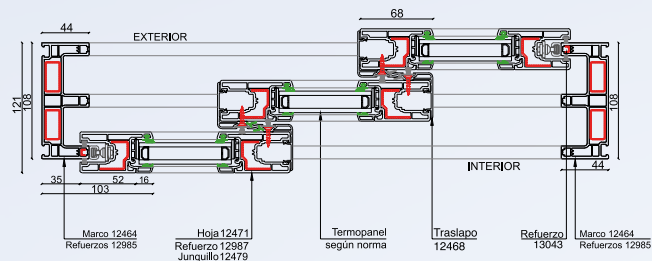 44
68
EXTERIOR
121
108
108
INTERIOR
44
35
52
16
103
Marco 12464
Refuerzos 12985
Hoja 12471
Refuerzo 12987
Junquillo 12479
Termopanel
según norma
Traslapo
12468
Refuerzo
13043
Marco 12464
Refuerzos 12985